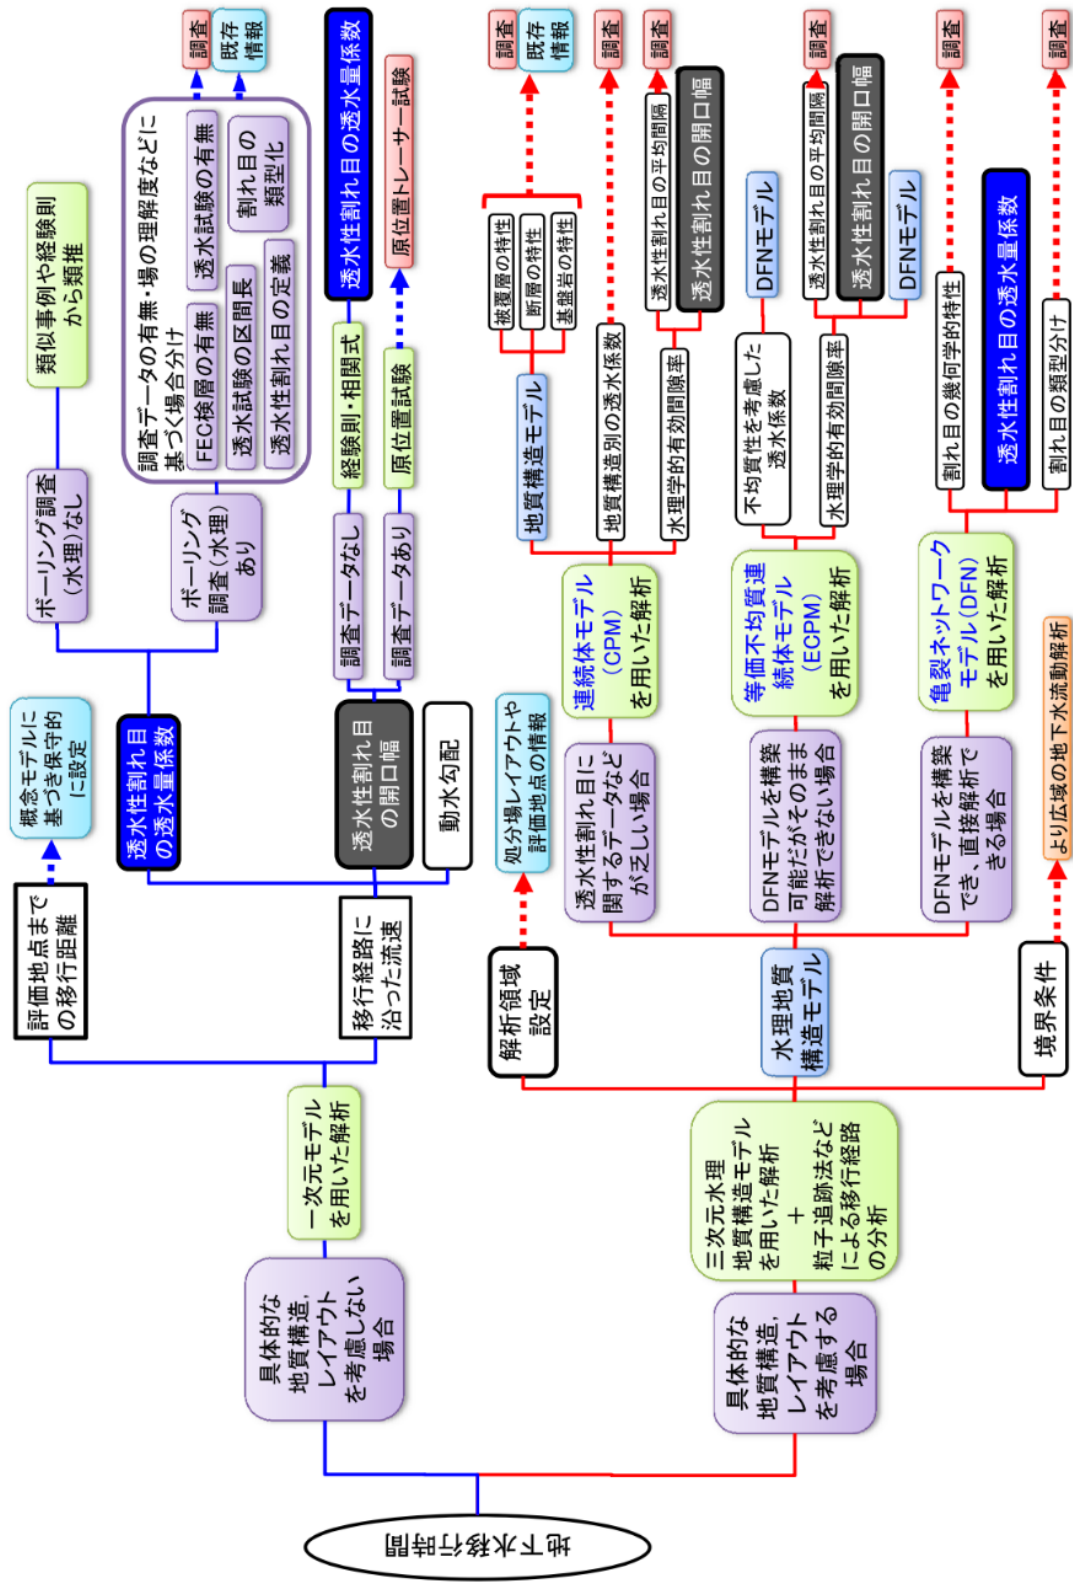 地下水移行時間
具体的な
地質構造,
レイアウト
を考慮しない
場合
一次元モデル
を用いた解析
評価地点まで
の移行距離
概念モデルに
基づき保守的
に設定
移行経路に
沿った流速
透水性割れ目
の透水量係数
ボーリング調査
(水理)なし
類似事例や経験則
から類推
ボーリング
調査(水理)
あり
調査データの有無・場の理解度などに
基づく場合分け
FEC検層の有無
透水試験の有無
透水試験の区間長
透水性割れ目の定義
割れ目の
類型化
調査
既存
情報
透水性割れ目
の開口幅
調査データなし
経験則・相関式
透水性割れ目の透水量係数
調査データあり
原位置試験
原位置トレーサー試験
動水勾配
具体的な
地質構造,
レイアウト
を考慮する
場合
三次元水理
地質構造モデル
を用いた解析
+
粒子追跡法など
による移行経路
の分析
解析領域
設定
処分場レイアウトや
評価地点の情報
水理地質
構造モデル
透水性割れ目に
関するデータなど
が乏しい場合
連続体モデル
(CPM)
を用いた解析
地質構造モデル
被覆層の特性
断層の特性
基盤岩の特性
調査
既存
情報
地質構造別の透水係数
調査
水理学的有効間隙率
透水性割れ目の平均間隔
調査
透水性割れ目の開口幅
DFNモデルを構築
可能だがそのまま
解析できない場合
等価不均質連
続体モデル
(ECPM)
を用いた解析
不均質性を考慮した
透水係数
DFNモデル
水理学的有効間隙率
透水性割れ目の平均間隔
調査
透水性割れ目の開口幅
DFNモデル
DFNモデルを構築
でき、直接解析で
きる場合
亀裂ネットワーク
モデル(DFN)
を用いた解析
割れ目の幾何学的特性
調査
透水性割れ目の透水量係数
割れ目の類型分け
調査
境界条件
より広域の地下水流動解析